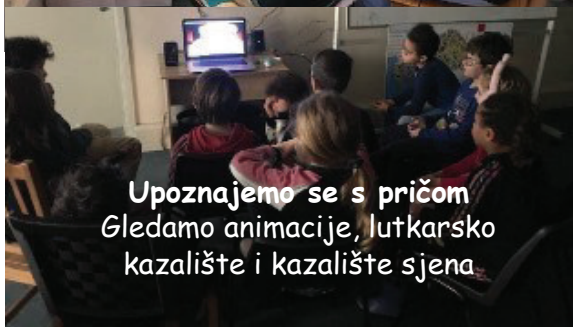 Upoznajemo se s pričom
Gledamo animacije, lutkarsko
kazalište i kazalište sjena